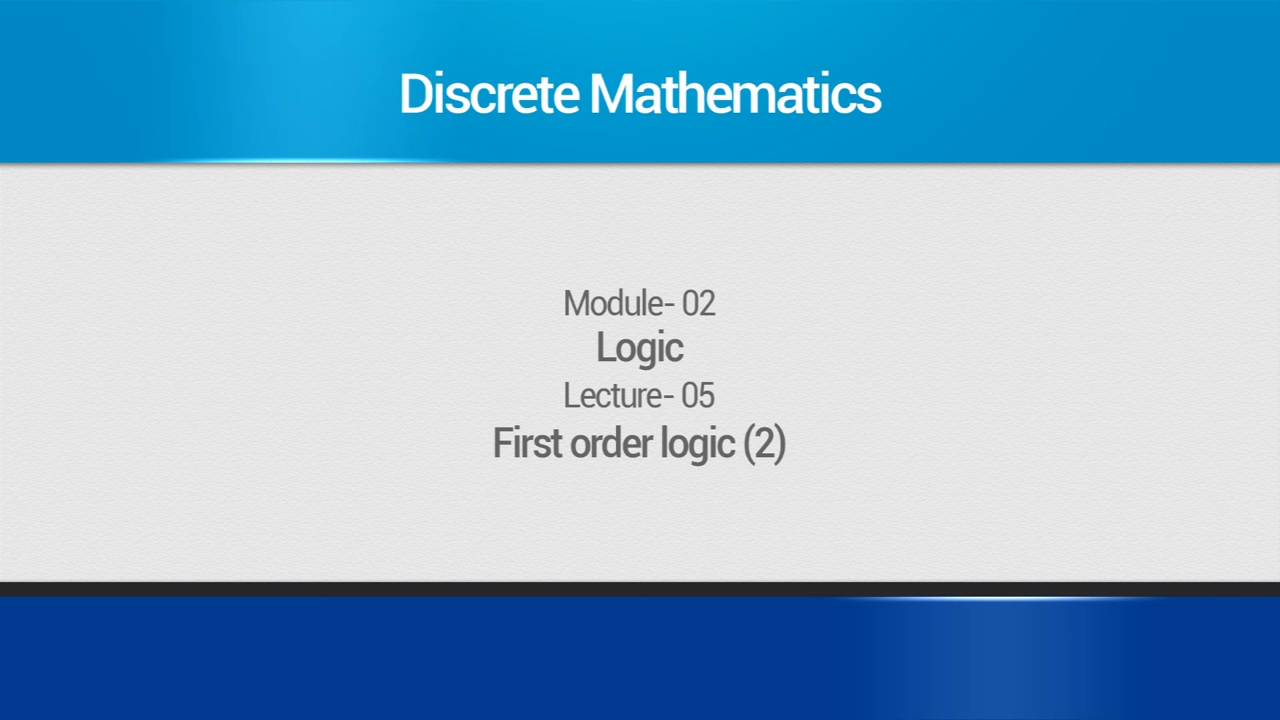 Discrete Mathematics
Module- 02
Logic
Lecture- 05
First order logic (2)